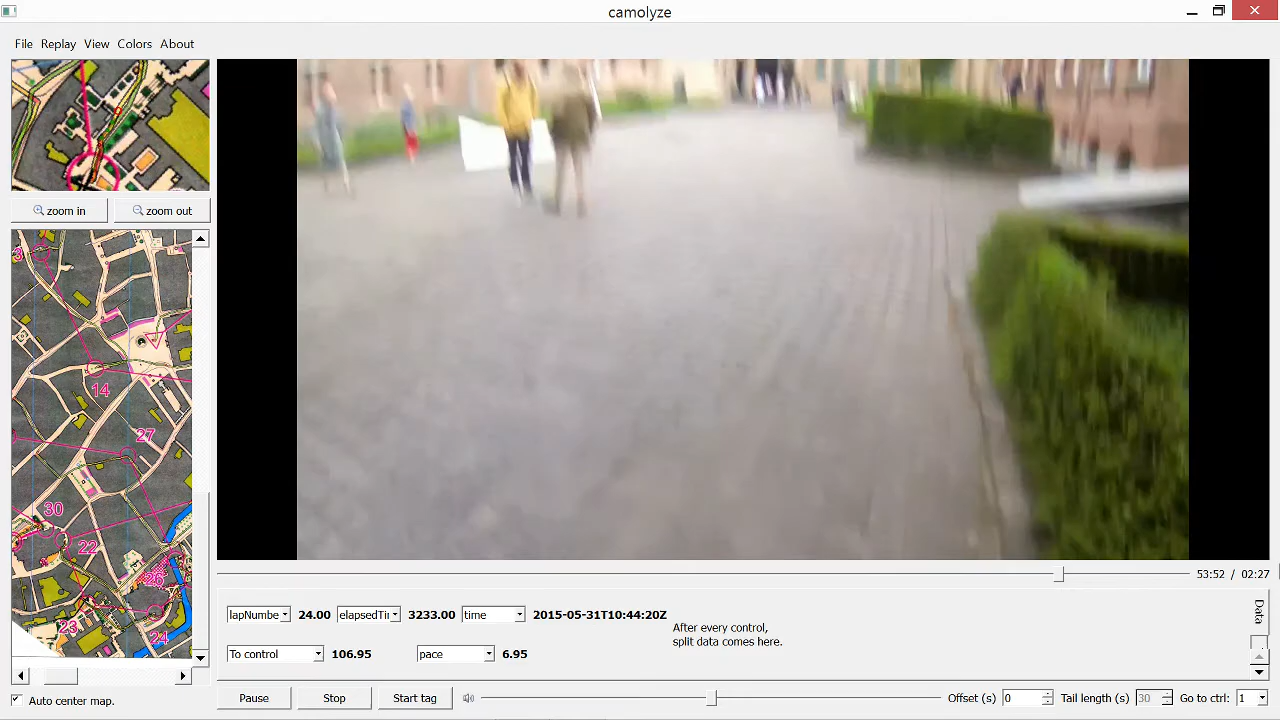 camolyze
File Replay View Colors About
zoom in zoom out
3
14
27
30
22
26
23
24
53:52 / 02:27
Data
lapNumbe 24.00 elapsedTi 3233.00 time 2015-05-31T10:44:20Z
After every control,
split data comes here.
To control 106.95 pace 6.95
Auto center map.
Pause Stop Start tag Offset (s) 0 Tail length (s) 30 Go to ctrl: 1